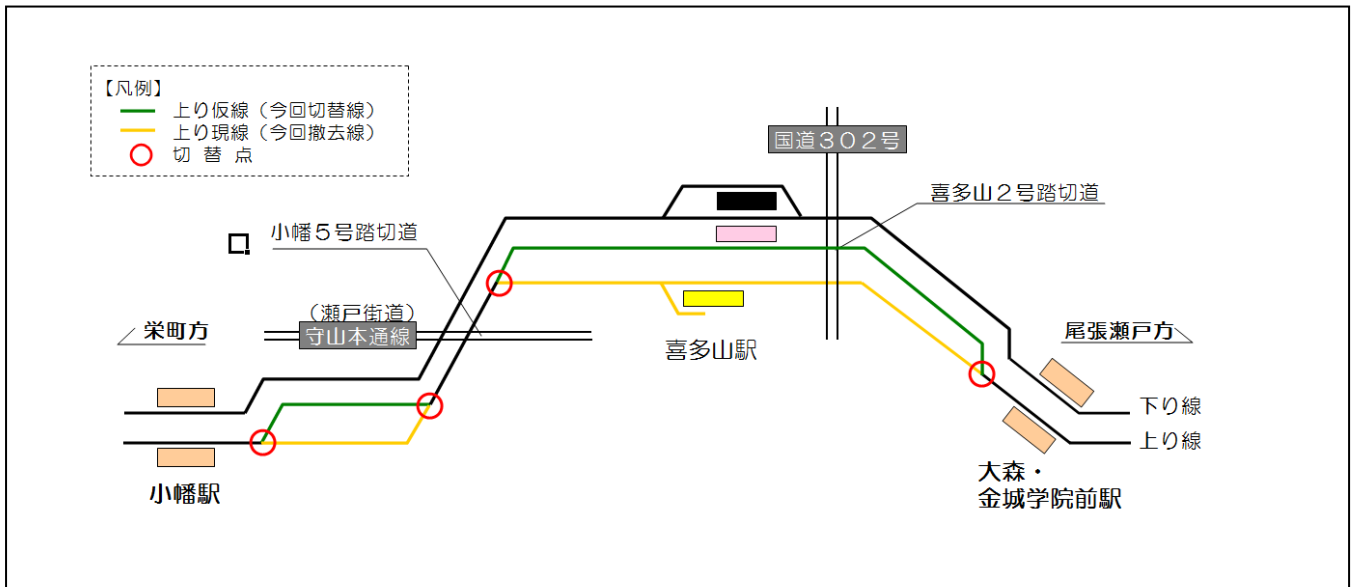 【凡例】
上り仮線（今回切替線）
上り現線（今回撤去線）
切 替 点
国道３０２号
喜多山２号踏切道
小幡５号踏切道
（瀬戸街道）
守山本通線
栄町方
尾張瀬戸方
喜多山駅
下り線
上り線
小幡駅
大森・
金城学院前駅